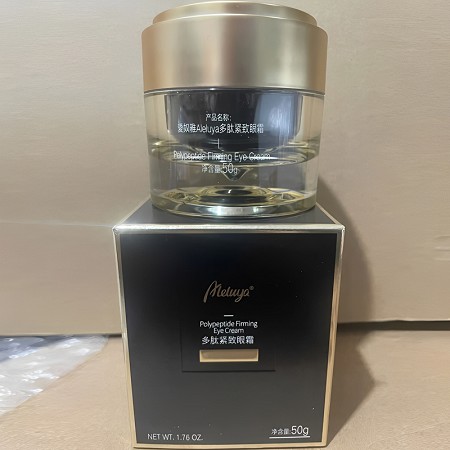 产品名称:
爱奴雅Aleluya多肽紧致眼霜
Polypeptide Firming Eye Cream
净含量:50g
Aleluya®
Polypeptide Firming
Eye Cream
多肽紧致眼霜
NET WT. 1.76 OZ.
净含量:50g